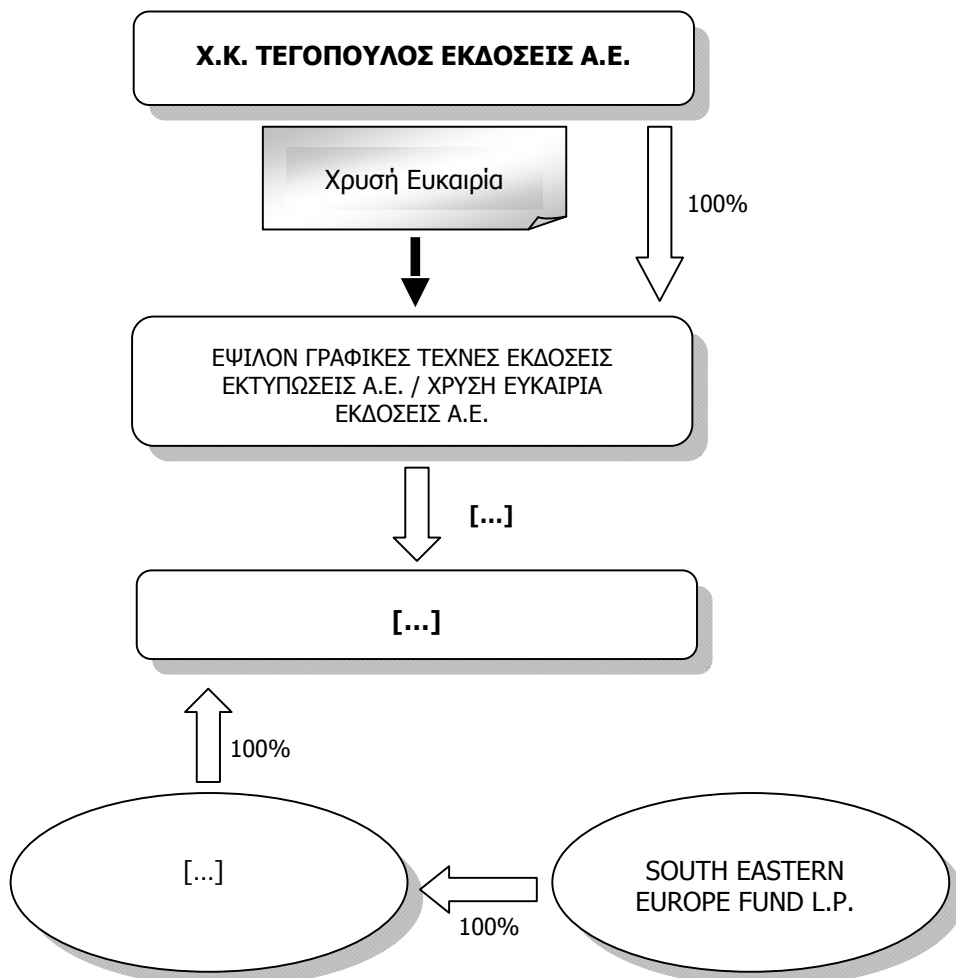 Χ.Κ. ΤΕΓΟΠΟΥΛΟΣ ΕΚΔΟΣΕΙΣ Α.Ε.
Χρυσή Ευκαιρία
100%
ΕΨΙΛΟΝ ΓΡΑΦΙΚΕΣ ΤΕΧΝΕΣ ΕΚΔΟΣΕΙΣ
ΕΚΤΥΠΩΣΕΙΣ Α.Ε. / ΧΡΥΣΗ ΕΥΚΑΙΡΙΑ
ΕΚΔΟΣΕΙΣ Α.Ε.
[…]
[…]
100%
[…]
SOUTH EASTERN
EUROPE FUND L.P.
100%